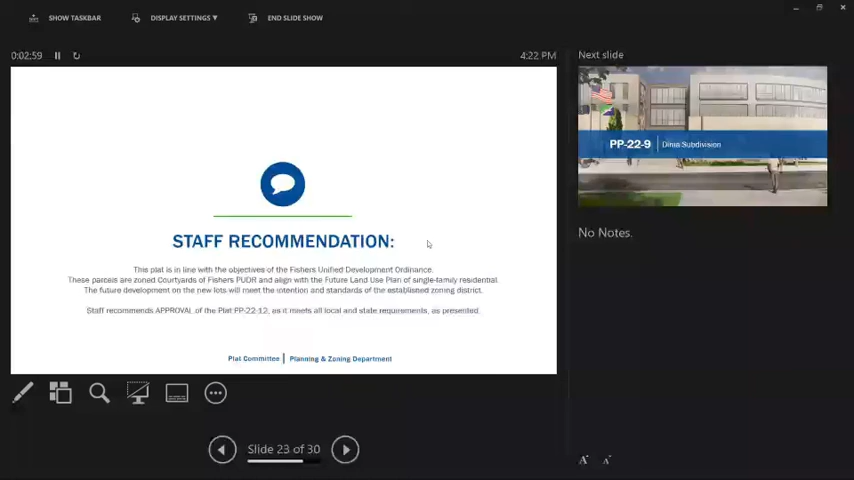 SHOW TASKBAR
DISPLAY SETTINGS ▼
END SLIDE SHOW
0:02:59
4:22 PM
Next slide
STAFF RECOMMENDATION:
This plat is in line with the objectives of the Fishers Unified Development Ordinance.
These parcels are zoned Courtyards of Fishers PUDR and align with the Future Land Use Plan of single-family residential.
The future development on the new lots will meet the intention and standards of the established zoning district.
Staff recommends APPROVAL of the Plat PP-22-12, as it meets all local and state requirements, as presented.
Plat Committee | Planning & Zoning Department
PP-22-9 | Dima Subdivision
No Notes.
Slide 23 of 30
A A